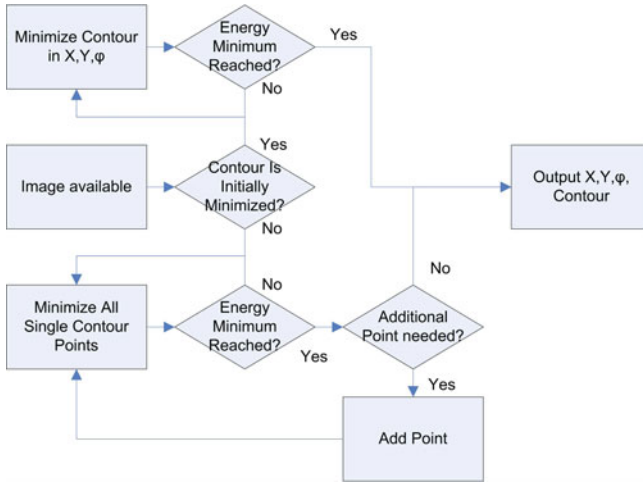 Minimize Contour
in X,Y,φ
Energy
Minimum
Reached?
Yes
No
Yes
Image available
Contour Is
Initially
Minimized?
Output X,Y,φ,
Contour
No
No
No
Minimize All
Single Contour
Points
Energy
Minimum
Reached?
Additional
Point needed?
Yes
Yes
Add Point